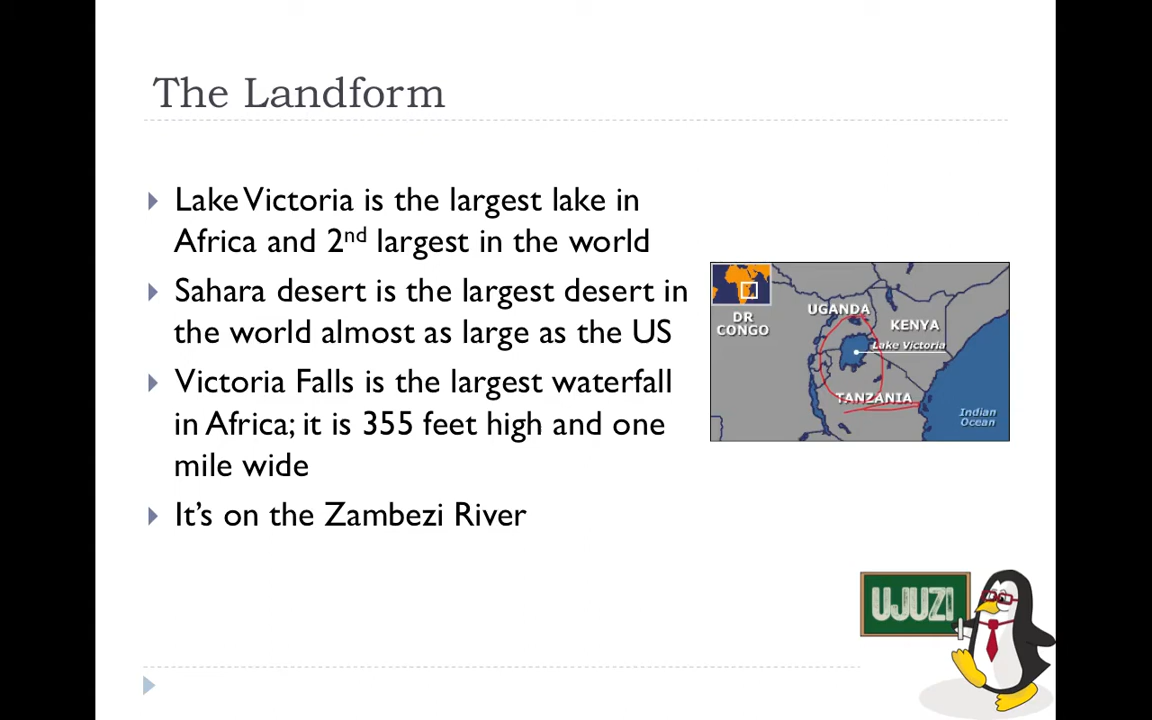 The Landform
Lake Victoria is the largest lake in
Africa and 2nd largest in the world
Sahara desert is the largest desert in
the world almost as large as the US
Victoria Falls is the largest waterfall
in Africa; it is 355 feet high and one
mile wide
It's on the Zambezi River
DR
CONGO
UGANDA
KENYA
Lake Victoria
TANZANIA
Indian
Ocean
UJUZI